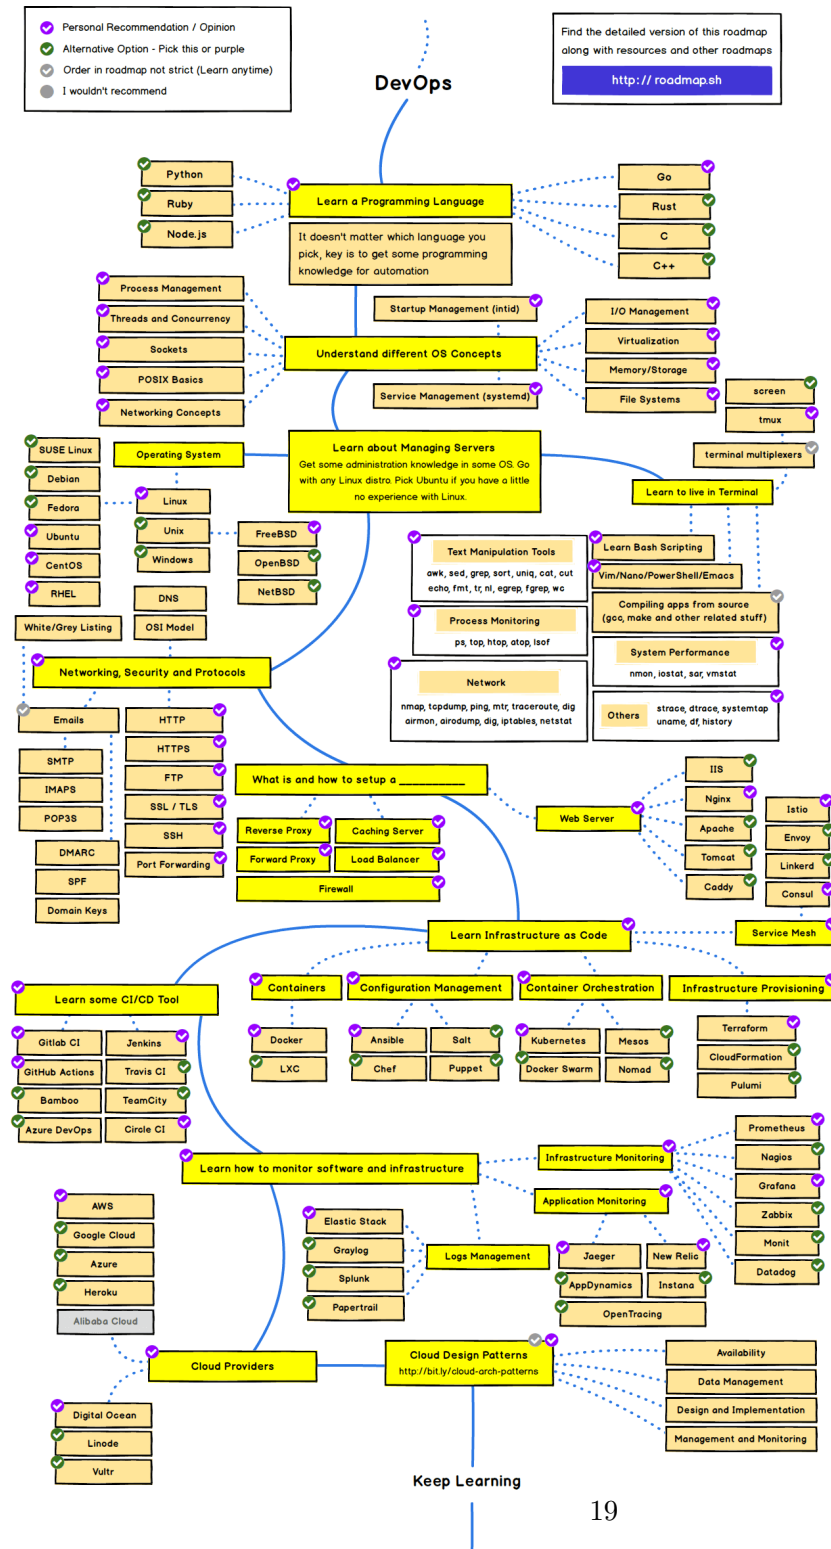 Personal Recommendation / Opinion
Alternative Option - Pick this or purple
Order in roadmap not strict (Learn anytime)
I wouldn't recommend
Find the detailed version of this roadmap
along with resources and other roadmaps
http:// roadmap.sh
DevOps
Python
Ruby
Node.js
Learn a Programming Language
It doesn't matter which language you
pick, key is to get some programming
knowledge for automation
Go
Rust
C
C++
Process Management
Threads and Concurrency
Sockets
POSIX Basics
Networking Concepts
Startup Management (intid)
Understand different OS Concepts
Service Management (systemd)
I/O Management
Virtualization
Memory/Storage
File Systems
screen
tmux
terminal multiplexers
Learn to live in Terminal
Learn about Managing Servers
Get some administration knowledge in some OS. Go
with any Linux distro. Pick Ubuntu if you have a little
no experience with Linux.
Operating System
SUSE Linux
Debian
Fedora
Ubuntu
CentOS
RHEL
Linux
Unix
Windows
FreeBSD
OpenBSD
NetBSD
Text Manipulation Tools
awk, sed, grep, sort, uniq, cat, cut
echo, fmt, tr, nl, egrep, fgrep, wc
Process Monitoring
ps, top, htop, atop, lsof
Network
nmap, tcpdump, ping, mtr, traceroute, dig
airmon, airodump, dig, iptables, netstat
Learn Bash Scripting
Vim/Nano/PowerShell/Emacs
Compiling apps from source
(gcc, make and other related stuff)
System Performance
nmon, iostat, sar, vmstat
Others
strace, dtrace, systemtap
uname, df, history
DNS
OSI Model
White/Grey Listing
Networking, Security and Protocols
Emails
SMTP
IMAPS
POP3S
DMARC
SPF
Domain Keys
HTTP
HTTPS
FTP
SSL / TLS
SSH
Port Forwarding
What is and how to setup a ___________
Reverse Proxy
Caching Server
Forward Proxy
Load Balancer
Firewall
Web Server
IIS
Nginx
Apache
Tomcat
Caddy
Istio
Envoy
Linkerd
Consul
Service Mesh
Learn Infrastructure as Code
Containers
Docker
LXC
Configuration Management
Ansible
Salt
Chef
Puppet
Container Orchestration
Kubernetes
Mesos
Docker Swarm
Nomad
Infrastructure Provisioning
Terraform
CloudFormation
Pulumi
Learn some CI/CD Tool
Gitlab CI
Jenkins
GitHub Actions
Travis CI
Bamboo
TeamCity
Azure DevOps
Circle CI
Learn how to monitor software and infrastructure
Infrastructure Monitoring
Prometheus
Nagios
Grafana
Zabbix
Monit
Datadog
Application Monitoring
Jaeger
New Relic
AppDynamics
Instana
OpenTracing
Logs Management
Elastic Stack
Graylog
Splunk
Papertrail
AWS
Google Cloud
Azure
Heroku
Alibaba Cloud
Cloud Providers
Digital Ocean
Linode
Vultr
Cloud Design Patterns
http://bit.ly/cloud-arch-patterns
Availability
Data Management
Design and Implementation
Management and Monitoring
Keep Learning
19